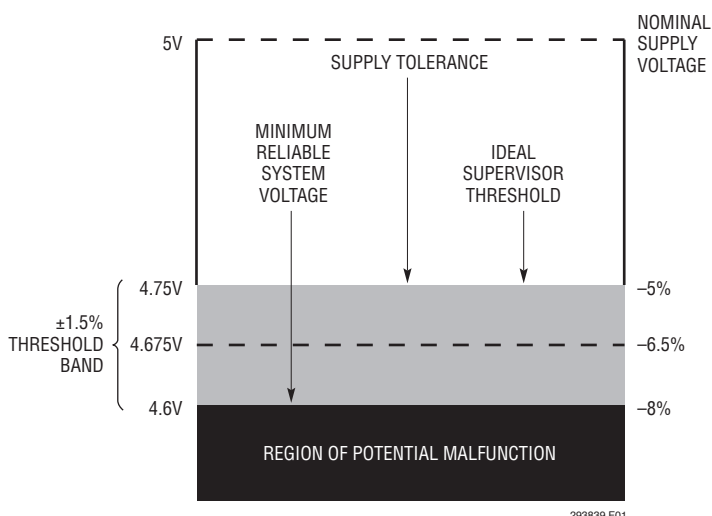 NOMINAL
SUPPLY
VOLTAGE
5V
SUPPLY TOLERANCE
MINIMUM
RELIABLE
SYSTEM
VOLTAGE
IDEAL
SUPERVISOR
THRESHOLD
4.75V
–5%
±1.5%
THRESHOLD
BAND
4.675V
–6.5%
4.6V
–8%
REGION OF POTENTIAL MALFUNCTION
293839 F01